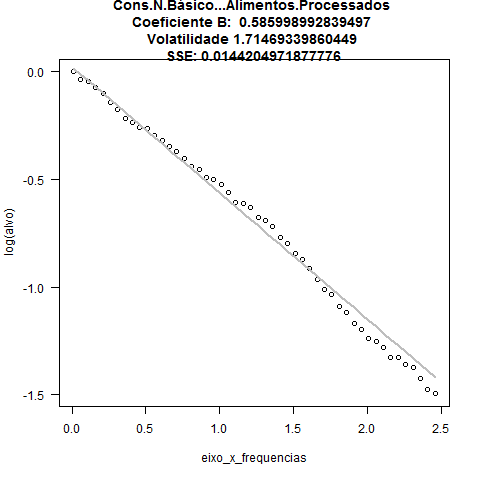 Cons.N.Básico...Alimentos.Processados
Coeficiente B:  0.585998992839497
Volatilidade 1.71469339860449
SSE: 0.0144204971877776
0.0
-0.5
-1.0
-1.5
log(alvo)
0.0 0.5 1.0 1.5 2.0 2.5
eixo_x_frequencias